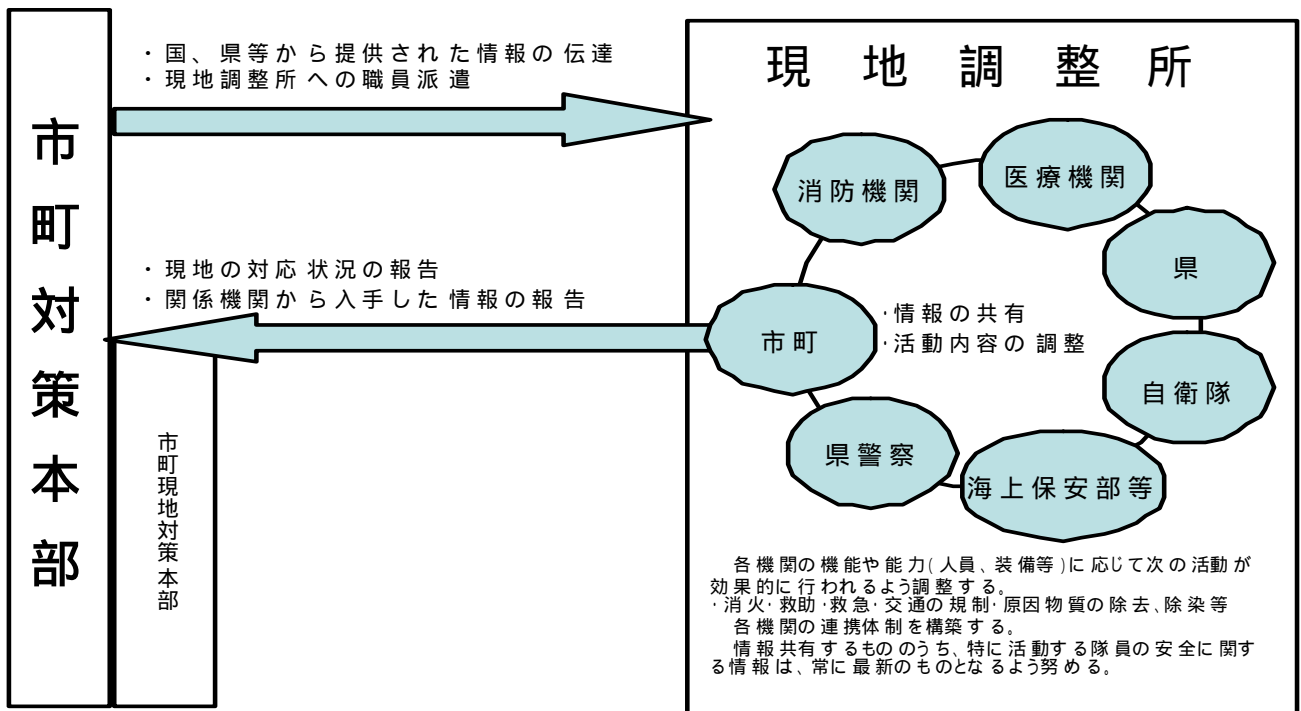 市町対策本部
・国、県等から提供された情報の伝達
・現地調整所への職員派遣
・現地の対応状況の報告
・関係機関から入手した情報の報告
市町現地対策本部
現地調整所
消防機関
医療機関
県
市町
・情報の共有
・活動内容の調整
自衛隊
県警察
海上保安部等
各機関の機能や能力(人員、装備等)に応じて次の活動が
効果的に行われるよう調整する。
・消火・救助・救急・交通の規制・原因物質の除去、除染等
各機関の連携体制を構築する。
情報共有するもののうち、特に活動する隊員の安全に関す
る情報は、常に最新のものとなるよう努める。